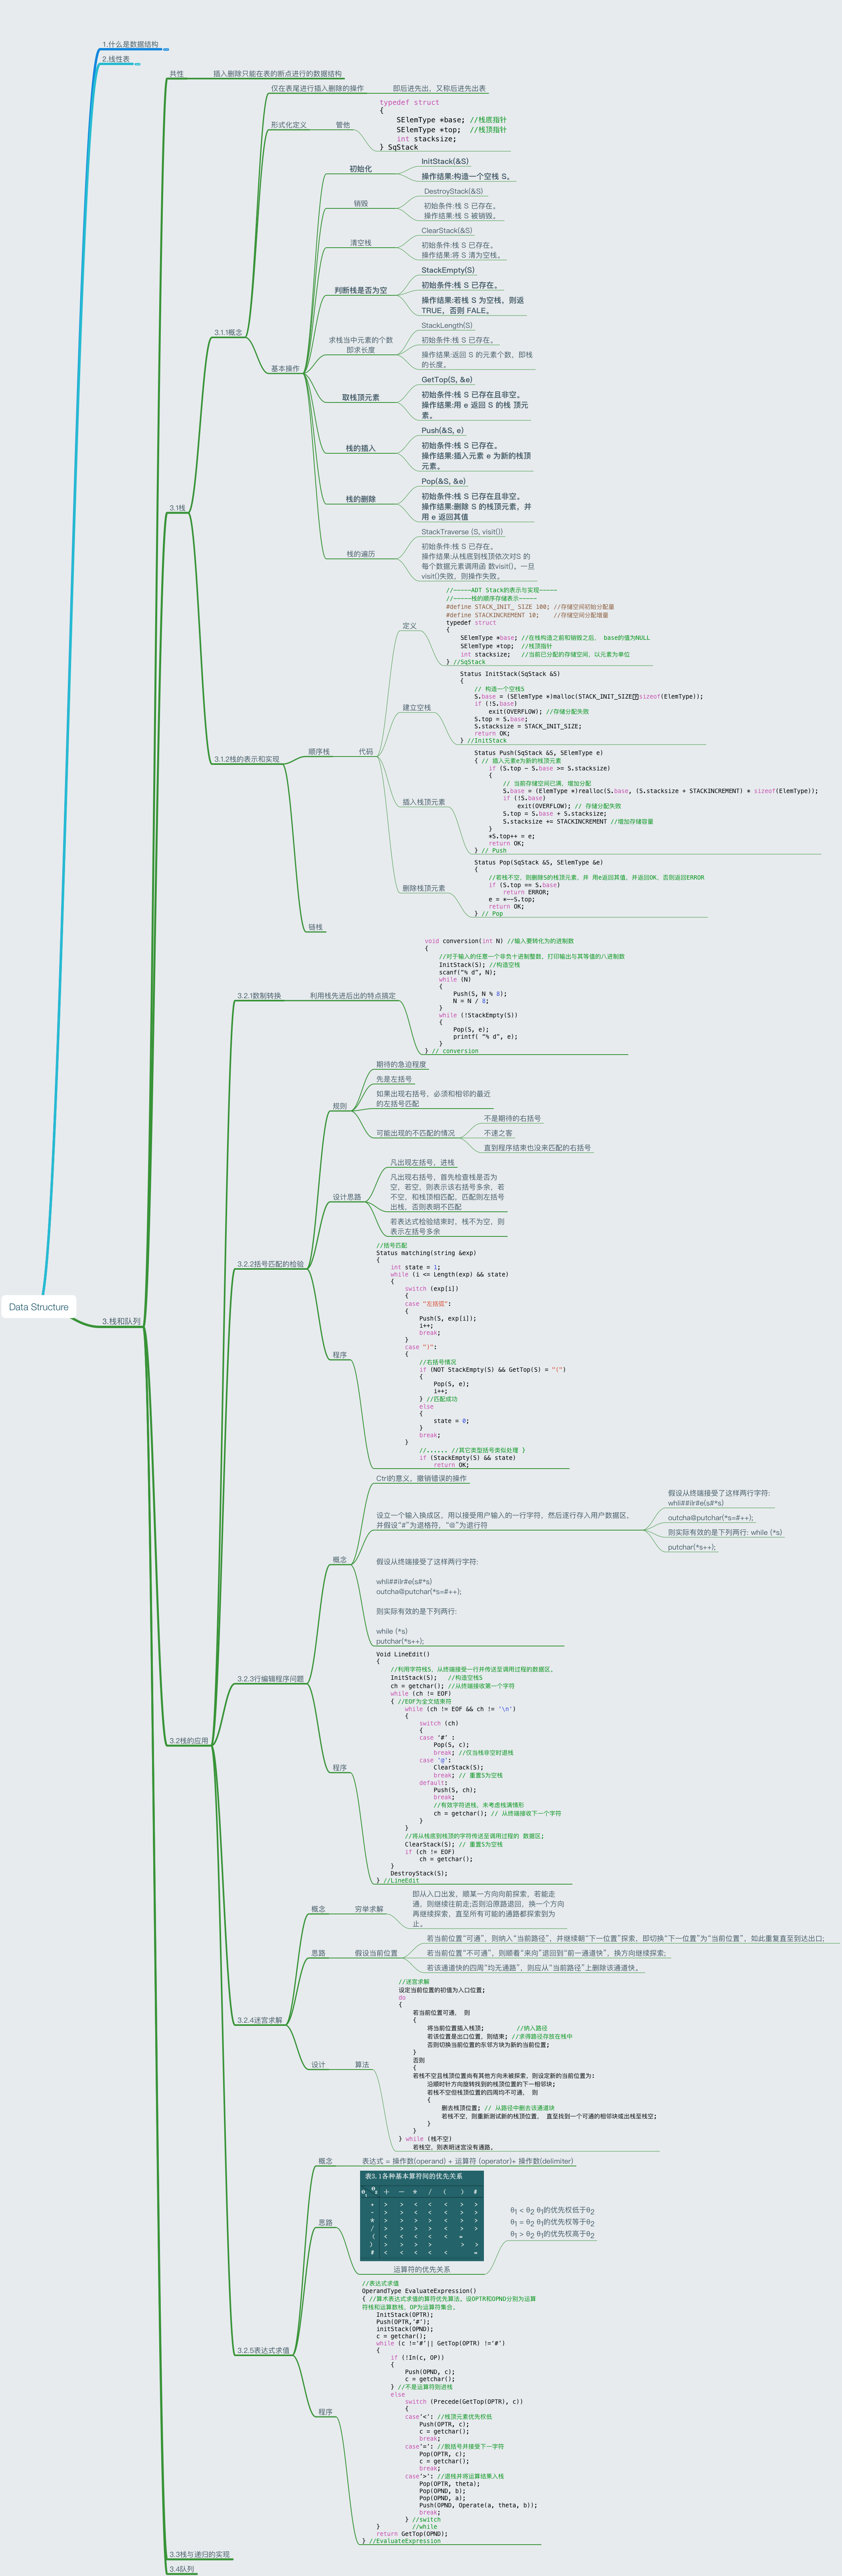 Data Structure
1.什么是数据结构
2.线性表
3.栈和队列
共性
插入删除只能在表的断点进行的数据结构
3.1栈
3.1.1概念
仅在表尾进行插入删除的操作
即后进先出，又称后进先出表
形式化定义
管他
typedef struct
{
SElemType *base; //栈底指针
SElemType *top; //栈顶指针
int stacksize;
} SqStack
基本操作
初始化
InitStack(&S)
操作结果:构造一个空栈 S。
销毁
DestroyStack(&S)
初始条件:栈 S 已存在。
操作结果:栈 S 被销毁。
清空栈
ClearStack(&S)
初始条件:栈 S 已存在。
操作结果:将 S 清为空栈。
判断栈是否为空
StackEmpty(S)
初始条件:栈 S 已存在。
操作结果:若栈 S 为空栈，则返
TRUE，否则 FALE。
求栈当中元素的个数
即求长度
StackLength(S)
初始条件:栈 S 已存在。
操作结果:返回 S 的元素个数，即栈
的长度。
取栈顶元素
GetTop(S, &e)
初始条件:栈 S 已存在且非空。
操作结果:用 e 返回 S 的栈 顶元
素。
栈的插入
Push(&S, e)
初始条件:栈 S 已存在。
操作结果:插入元素 e 为新的栈顶
元素。
栈的删除
Pop(&S, &e)
初始条件:栈 S 已存在且非空。
操作结果:删除 S 的栈顶元素，并
用 e 返回其值
栈的遍历
StackTraverse (S, visit())
初始条件:栈 S 已存在。
操作结果:从栈底到栈顶依次对S 的
每个数据元素调用函 数visit()。一旦
visit()失败，则操作失败。
3.1.2栈的表示和实现
顺序栈
代码
定义
//-----ADT Stack的表示与实现-----
//-----栈的顺序存储表示-----
#define STACK_INIT_ SIZE 100; //存储空间初始分配量
#define STACKINCREMENT 10; //存储空间分配增量
typedef struct
{
SElemType *base; //在栈构造之前和销毁之后， base的值为NULL
SElemType *top; //栈顶指针
int stacksize; //当前已分配的存储空间，以元素为单位
} //SqStack
建立空栈
Status InitStack(SqStack &S)
{
// 构造一个空栈S
S.base = (SElemType *)malloc(STACK_INIT_SIZE?sizeof(ElemType));
if (!S.base)
exit(OVERFLOW); //存储分配失败
S.top = S.base;
S.stacksize = STACK_INIT_SIZE;
return OK;
} //InitStack
插入栈顶元素
Status Push(SqStack &S, SElemType e)
{ // 插入元素e为新的栈顶元素
if (S.top - S.base >= S.stacksize)
{
// 当前存储空间已满，增加分配
S.base = (ElemType *)realloc(S.base, (S.stacksize + STACKINCREMENT) * sizeof(ElemType));
if (!S.base)
exit(OVERFLOW); // 存储分配失败
S.top = S.base + S.stacksize;
S.stacksize += STACKINCREMENT //增加存储容量
}
*S.top++ = e;
return OK;
} // Push
删除栈顶元素
Status Pop(SqStack &S, SElemType &e)
{
//若栈不空，则删除S的栈顶元素，并 用e返回其值，并返回OK，否则返回ERROR
if (S.top == S.base)
return ERROR;
e = *--S.top;
return OK;
} // Pop
链栈
3.2栈的应用
3.2.1数制转换
利用栈先进后出的特点搞定
void conversion(int N) //输入要转化为的进制数
{
//对于输入的任意一个非负十进制整数，打印输出与其等值的八进制数
InitStack(S); //构造空栈
scanf(“% d”, N);
while (N)
{
Push(S, N % 8);
N = N / 8;
}
while (!StackEmpty(S))
{
Pop(S, e);
printf( “% d”, e);
}
} // conversion
3.2.2括号匹配的检验
规则
期待的急迫程度
先是左括号
如果出现右括号，必须和相邻的最近
的左括号匹配
可能出现的不匹配的情况
不是期待的右括号
不速之客
直到程序结束也没来匹配的右括号
设计思路
凡出现左括号，进栈
凡出现右括号，首先检查栈是否为
空，若空，则表示该右括号多余，若
不空，和栈顶相匹配，匹配则左括号
出栈，否则表明不匹配
若表达式检验结束时，栈不为空，则
表示左括号多余
程序
//括号匹配
Status matching(string &exp)
{
int state = 1;
while (i <= Length(exp) && state)
{
switch (exp[i])
{
case "左括弧":
{
Push(S, exp[i]);
i++;
break;
}
case ")":
{
//右括号情况
if (NOT StackEmpty(S) && GetTop(S) = "(")
{
Pop(S, e);
i++;
} //匹配成功
else
{
state = 0;
}
break;
}
//...... //其它类型括号类似处理 }
if (StackEmpty(S) && state)
return OK;
3.2.3行编辑程序问题
概念
Ctrl的意义，撤销错误的操作
设立一个输入换成区，用以接受用户输入的一行字符，然后逐行存入用户数据区，
并假设“#”为退格符，“@”为退行符
假设从终端接受了这样两行字符:
whli##ilr#e(s#*s)
outcha@putchar(*s=#++);
则实际有效的是下列两行: while (*s)
putchar(*s++);
假设从终端接受了这样两行字符:
whli##ilr#e(s#*s)
outcha@putchar(*s=#++);
则实际有效的是下列两行:
while (*s)
putchar(*s++);
程序
Void LineEdit()
{
//利用字符栈S，从终端接受一行并传送至调用过程的数据区。
InitStack(S); //构造空栈S
ch = getchar(); //从终端接收第一个字符
while (ch != EOF)
{ //EOF为全文结束符
while (ch != EOF && ch != '\n')
{
switch (ch)
{
case '#' :
Pop(S, c);
break; //仅当栈非空时退栈
case '@':
ClearStack(S);
break; // 重置S为空栈
default:
Push(S, ch);
break;
//有效字符进栈，未考虑栈满情形
ch = getchar(); // 从终端接收下一个字符
}
}
//将从栈底到栈顶的字符传送至调用过程的 数据区;
ClearStack(S); // 重置S为空栈
if (ch != EOF)
ch = getchar();
}
DestroyStack(S);
} //LineEdit
3.2.4迷宫求解
概念
穷举求解
即从入口出发，顺某一方向向前探索，若能走
通，则继续往前走;否则沿原路退回，换一个方向
再继续探索，直至所有可能的通路都探索到为
止。
思路
假设当前位置
若当前位置“可通”，则纳入“当前路径”，并继续朝“下一位置”探索，即切换“下一位置”为“当前位置”，如此重复直至到达出口;
若当前位置“不可通”，则顺着“来向”退回到“前一通道快”，换方向继续探索;
若该通道快的四周“均无通路”，则应从“当前路径”上删除该通道快。
设计
算法
//迷宫求解
设定当前位置的初值为入口位置;
do
{
若当前位置可通， 则
{
将当前位置插入栈顶; //纳入路径
若该位置是出口位置，则结束; //求得路径存放在栈中
否则切换当前位置的东邻方块为新的当前位置;
}
否则
{
若栈不空且栈顶位置尚有其他方向未被探索，则设定新的当前位置为:
沿顺时针方向旋转找到的栈顶位置的下一相邻块;
若栈不空但栈顶位置的四周均不可通， 则
{
删去栈顶位置; // 从路径中删去该通道块
若栈不空，则重新测试新的栈顶位置， 直至找到一个可通的相邻块或出栈至栈空;
}
}
} while (栈不空)
若栈空，则表明迷宫没有通路。
3.2.5表达式求值
概念
表达式 = 操作数(operand) + 运算符 (operator)+ 操作数(delimiter)
思路
表3.1各种基本算符间的优先关系
θ1 θ2 + - * / ( ) #
+ > > < < < > >
- > > < < < > >
* > > > > < > >
/ > > > > < > >
( < < < < < =
) > > > > > >
# < < < < < =
运算符的优先关系
θ1 < θ2 θ1的优先权低于θ2
θ1 = θ2 θ1的优先权等于θ2
θ1 > θ2 θ1的优先权高于θ2
程序
//表达式求值
OperandType EvaluateExpression()
{ //算术表达式求值的算符优先算法。设OPTR和OPND分别为运算
符栈和运算数栈，OP为运算符集合。
InitStack(OPTR);
Push(OPTR,'#');
initStack(OPND);
c = getchar();
while (c !='#'|| GetTop(OPTR) !='#')
{
if (!In(c, OP))
{
Push(OPND, c);
c = getchar();
} //不是运算符则进栈
else
switch (Precede(GetTop(OPTR), c))
{
case'<': //栈顶元素优先权低
Push(OPTR, c);
c = getchar();
break;
case'=': //脱括号并接受下一字符
Pop(OPTR, c);
c = getchar();
break;
case'>': //退栈并将运算结果入栈
Pop(OPTR, theta);
Pop(OPND, b);
Pop(OPND, a);
Push(OPND, Operate(a, theta, b));
break;
} //switch
} //while
return GetTop(OPND);
} //EvaluateExpression
3.3栈与递归的实现
3.4队列